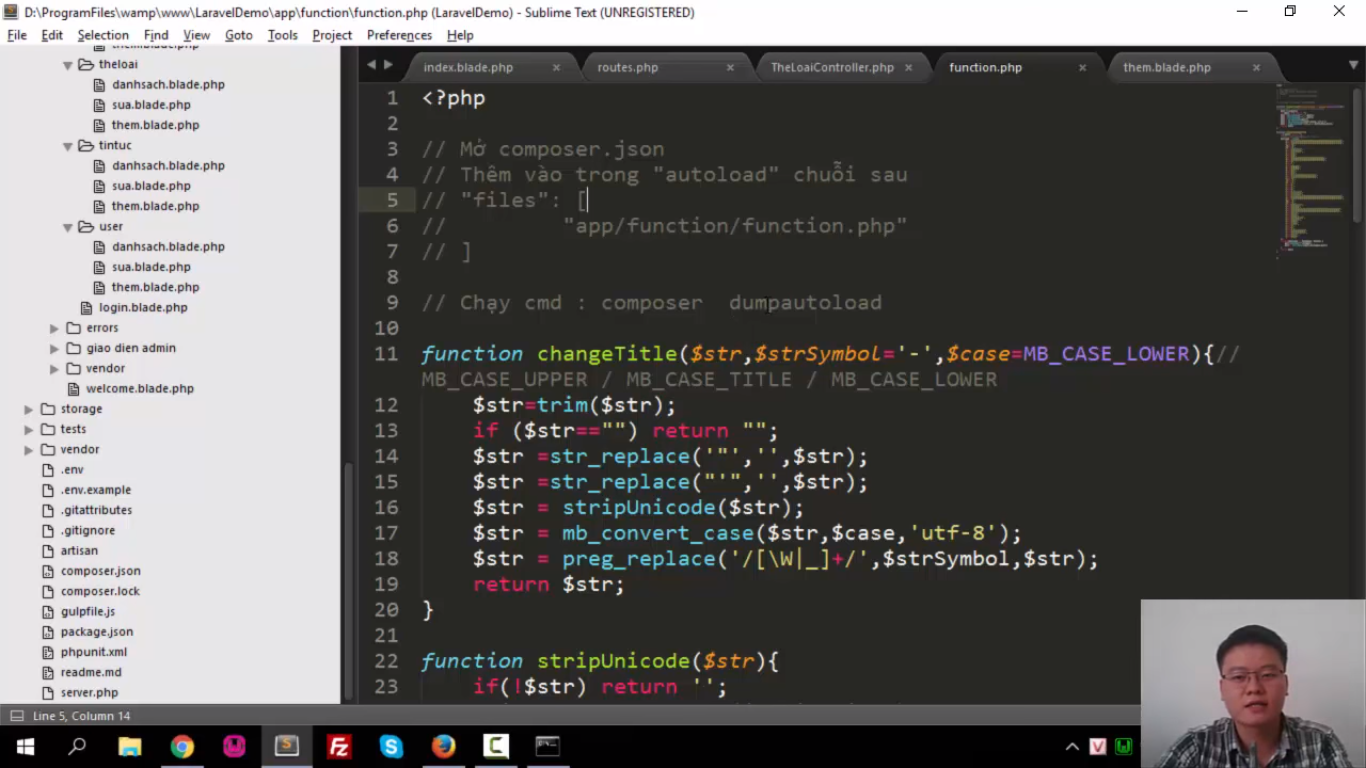 D:\ProgramFiles\wamp\www\LaravelDemo\app\function\function.php (LaravelDemo) - Sublime Text (UNREGISTERED)
File Edit Selection Find View Goto Tools Project Preferences Help
them.blade.php
theloai
danhsach.blade.php
sua.blade.php
them.blade.php
tintuc
danhsach.blade.php
sua.blade.php
them.blade.php
user
danhsach.blade.php
sua.blade.php
them.blade.php
login.blade.php
errors
giao dien admin
vendor
welcome.blade.php
storage
tests
vendor
.env
.env.example
.gitattributes
.gitignore
artisan
composer.json
composer.lock
gulpfile.js
package.json
phpunit.xml
readme.md
server.php
index.blade.php routes.php TheLoaiController.php function.php them.blade.php
1 <?php
2
3 // Mở composer.json
4 // Thêm vào trong "autoload" chuỗi sau
5 // "files": [
6 // "app/function/function.php"
7 // ]
8
9 // Chạy cmd : composer dumpautoload
10
11 function changeTitle($str,$strSymbol='-',$case=MB_CASE_LOWER){//
MB_CASE_UPPER / MB_CASE_TITLE / MB_CASE_LOWER
12 $str=trim($str);
13 if ($str=="") return "";
14 $str =str_replace('"','',$str);
15 $str =str_replace("'",'',$str);
16 $str = stripUnicode($str);
17 $str = mb_convert_case($str,$case,'utf-8');
18 $str = preg_replace('/[\W|_]+/',$strSymbol,$str);
19 return $str;
20 }
21
22 function stripUnicode($str){
23 if(!$str) return '';
Line 5, Column 14